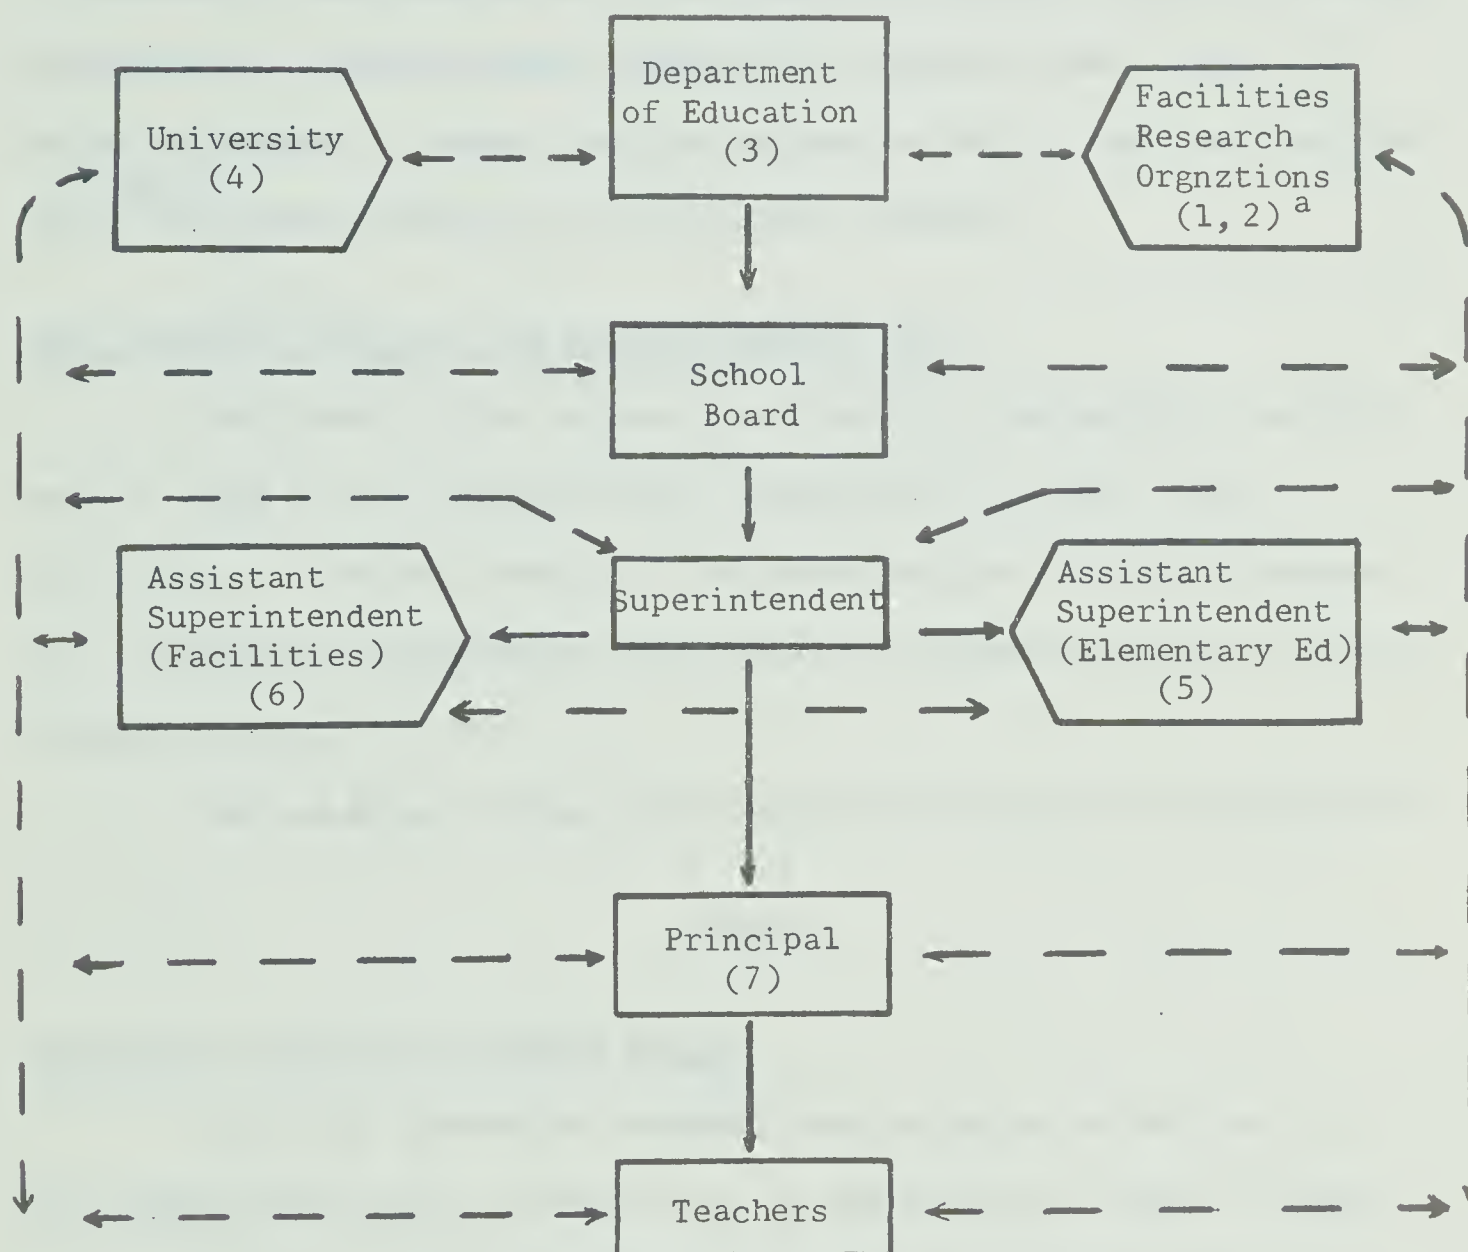 Department
of Education
(3)
University
(4)
Facilities
Research
Orgnztions
(1, 2) a
School
Board
Superintendent
Assistant
Superintendent
(Facilities)
(6)
Assistant
Superintendent
(Elementary Ed)
(5)
Principal
(7)
Teachers